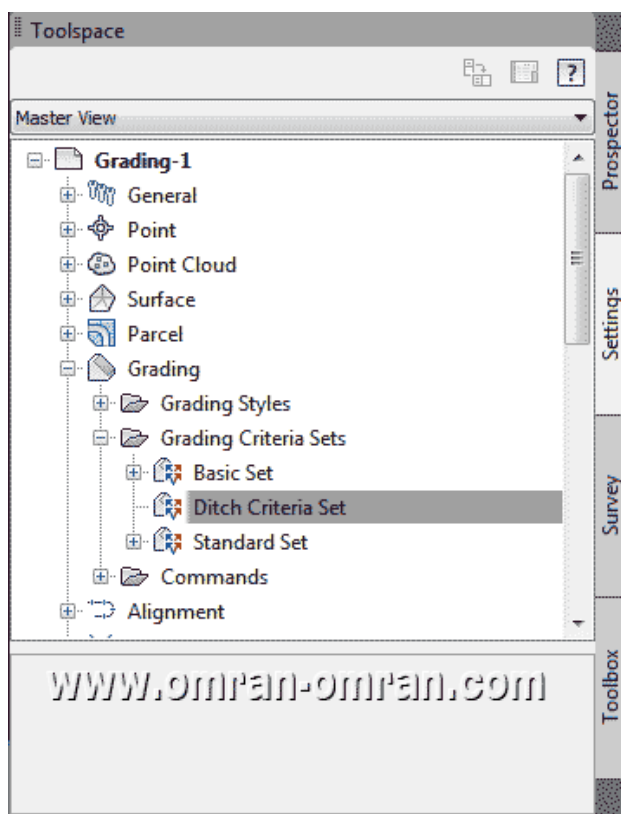 Toolspace
Master View
Grading-1
General
Point
Point Cloud
Surface
Parcel
Grading
Grading Styles
Grading Criteria Sets
Basic Set
Ditch Criteria Set
Standard Set
Commands
Alignment
www.omran-omran.com
Prospector
Settings
Survey
Toolbox